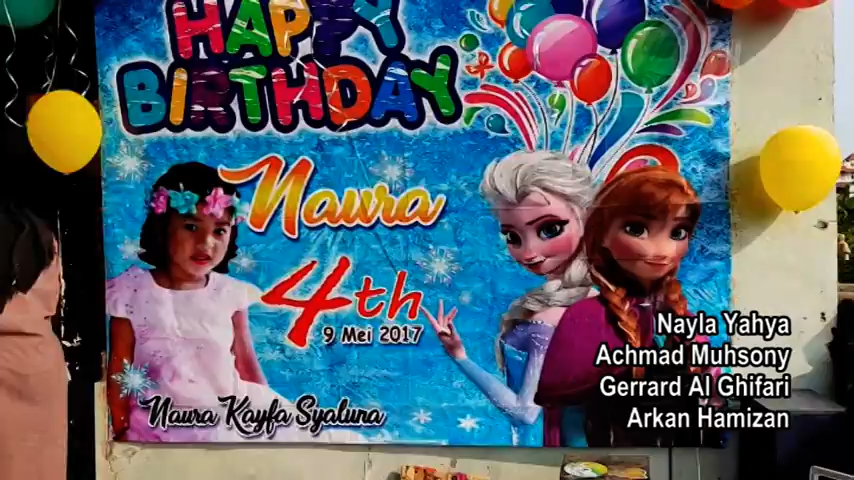 HAPPY
BIRTHDAY
Naura
4th
9 Mei 2017
Naura Kayfa Syaluna
Nayla Yahya
Achmad Muhsony
Gerrard Al Ghifari
Arkan Hamizan